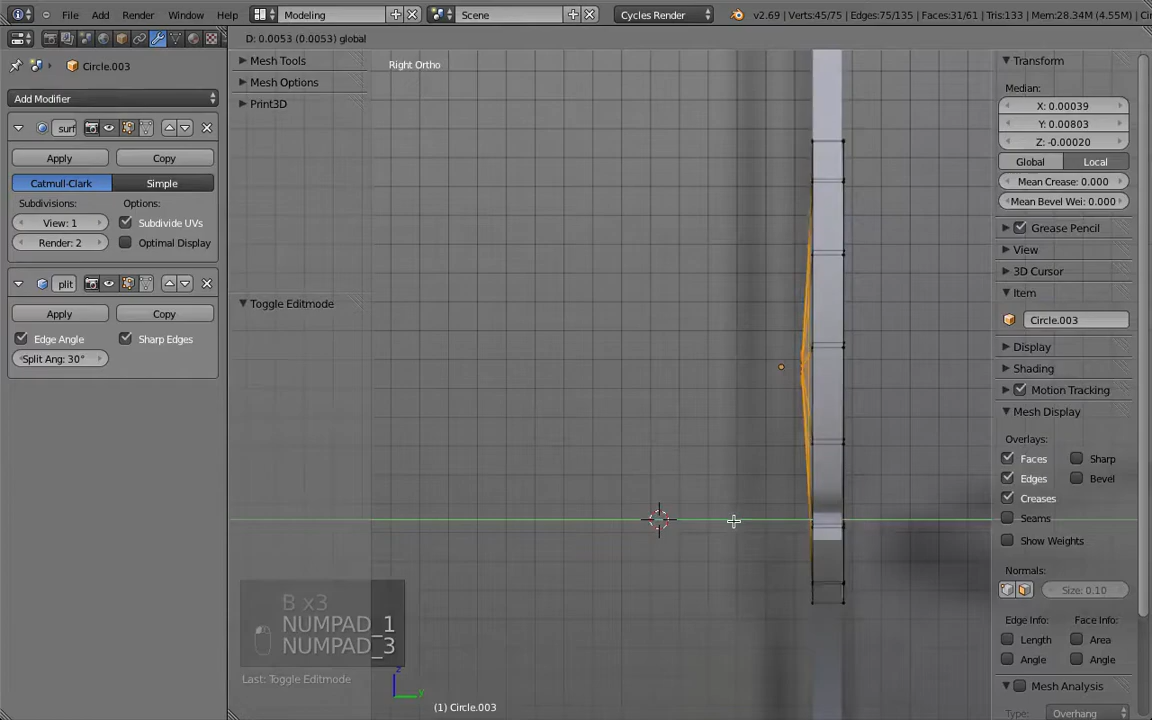 File Add Render Window Help Modeling Scene Cycles Render v2.69 | Verts:45/75 | Edges:75/135 | Faces:31/61 | Tris:133 | Mem:28.34M (4.55M) | Circle.003
D: 0.0053 (0.0053) global
Circle.003
Add Modifier
surf
Apply Copy
Catmull-Clark Simple
Subdivisions: Options:
View: 1 Subdivide UVs
Render: 2 Optimal Display
plit
Apply Copy
Edge Angle Sharp Edges
Split Ang: 30°
Mesh Tools
Mesh Options
Print3D
Toggle Editmode
Right Ortho
B x3
NUMPAD_1
NUMPAD_3
Last: Toggle Editmode
z
y
(1) Circle.003
Transform
Median:
X: 0.00039
Y: 0.00803
Z: -0.00020
Global Local
Mean Crease: 0.000
Mean Bevel Wei: 0.000
Grease Pencil
View
3D Cursor
Item
Circle.003
Display
Shading
Motion Tracking
Mesh Display
Overlays:
Faces Sharp
Edges Bevel
Creases
Seams
Show Weights
Normals:
Size: 0.10
Edge Info: Face Info:
Length Area
Angle Angle
Mesh Analysis
Type: Overhang